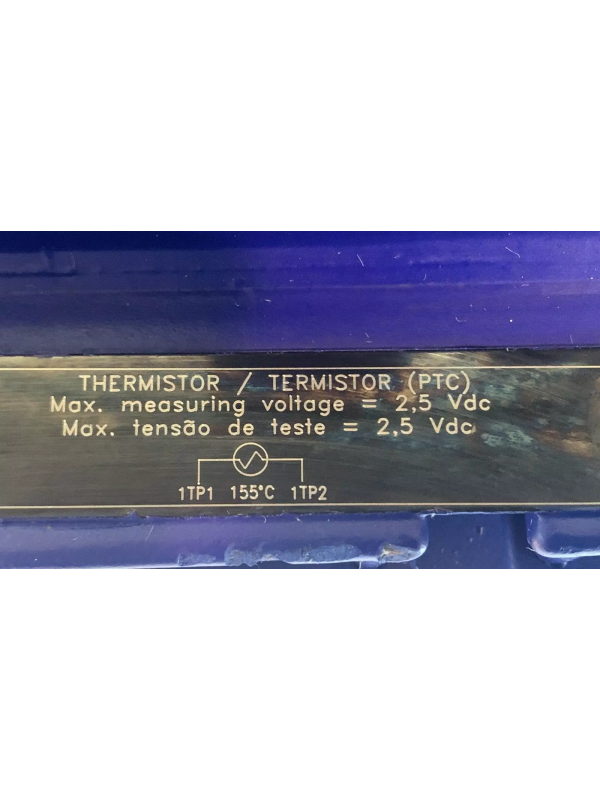 THERMISTOR / TERMISTOR (PTC)
Max. measuring voltage = 2,5 Vdc
Max. tensão de teste = 2,5 Vdc
1TP1 155°C 1TP2